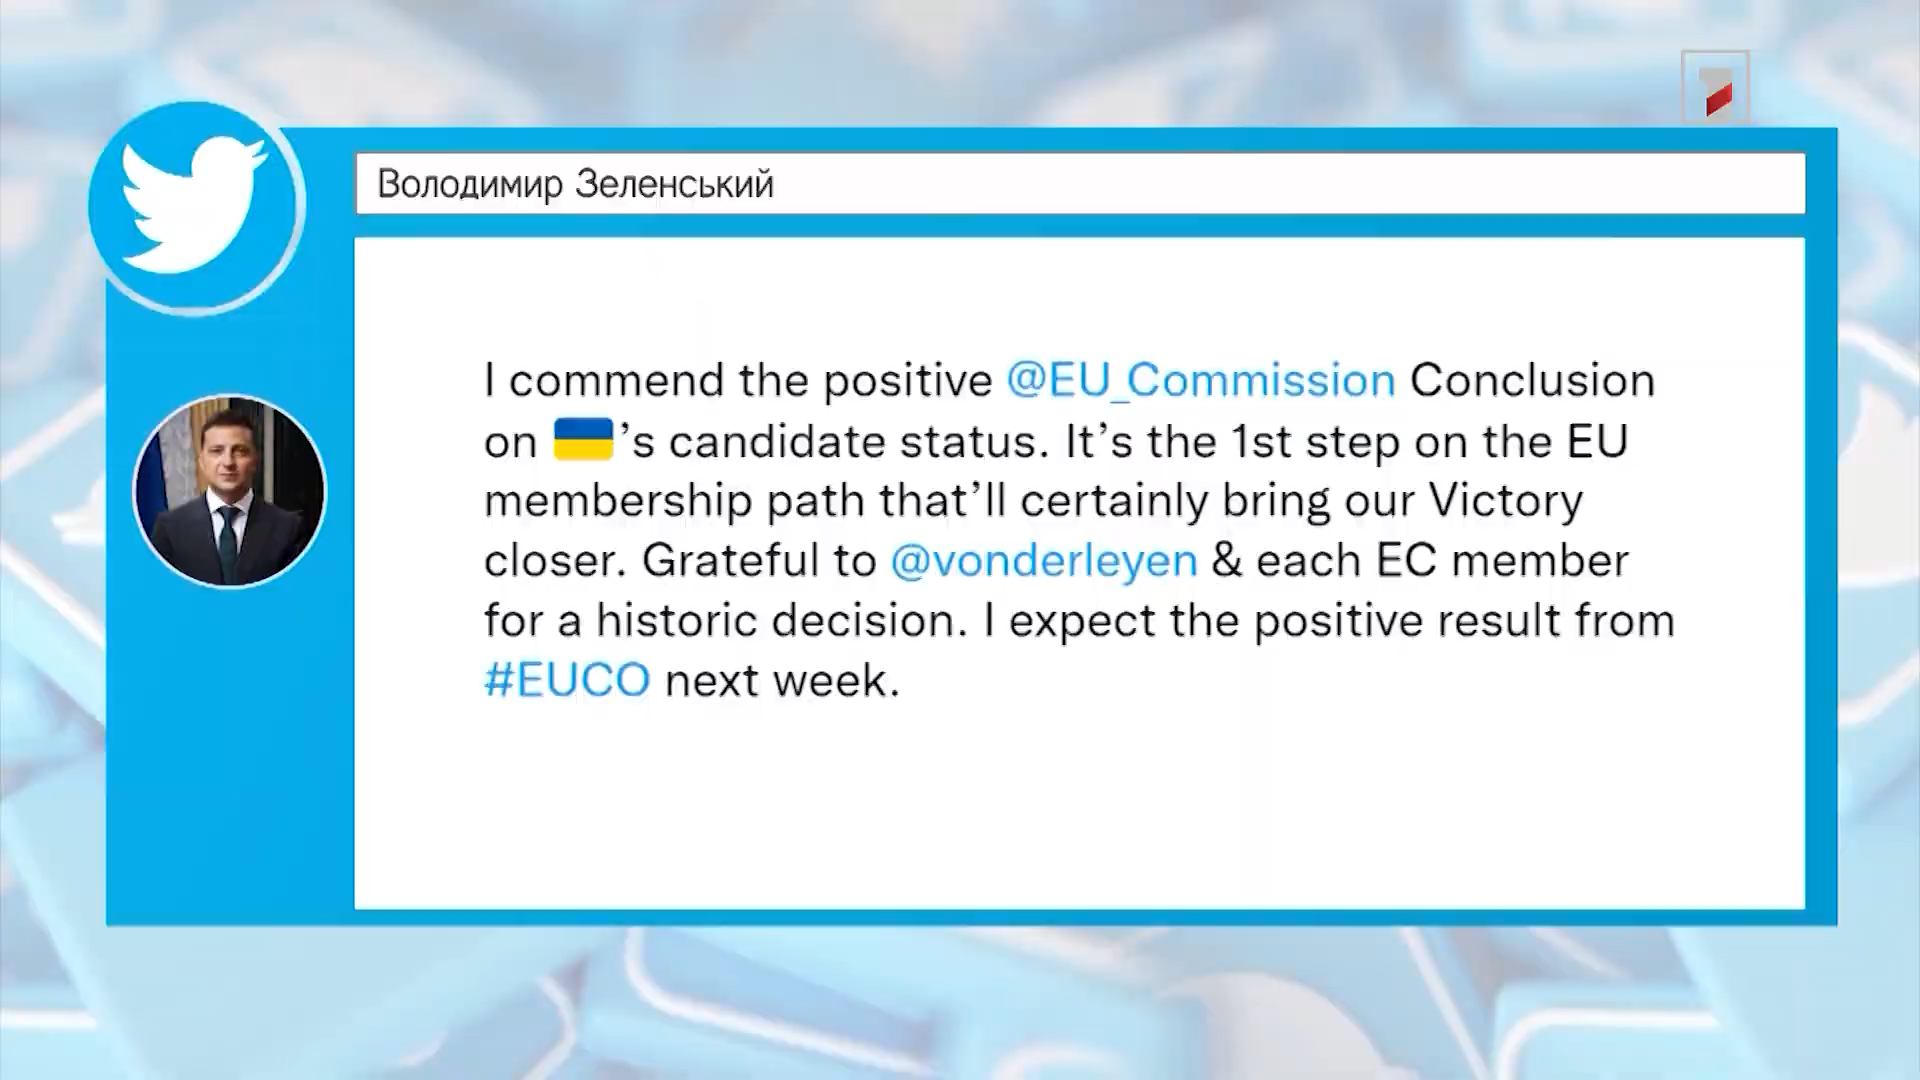 Володимир Зеленський
I commend the positive @EU_Commission Conclusion
on 🇺🇦’s candidate status. It’s the 1st step on the EU
membership path that’ll certainly bring our Victory
closer. Grateful to @vonderleyen & each EC member
for a historic decision. I expect the positive result from
#EUCO next week.